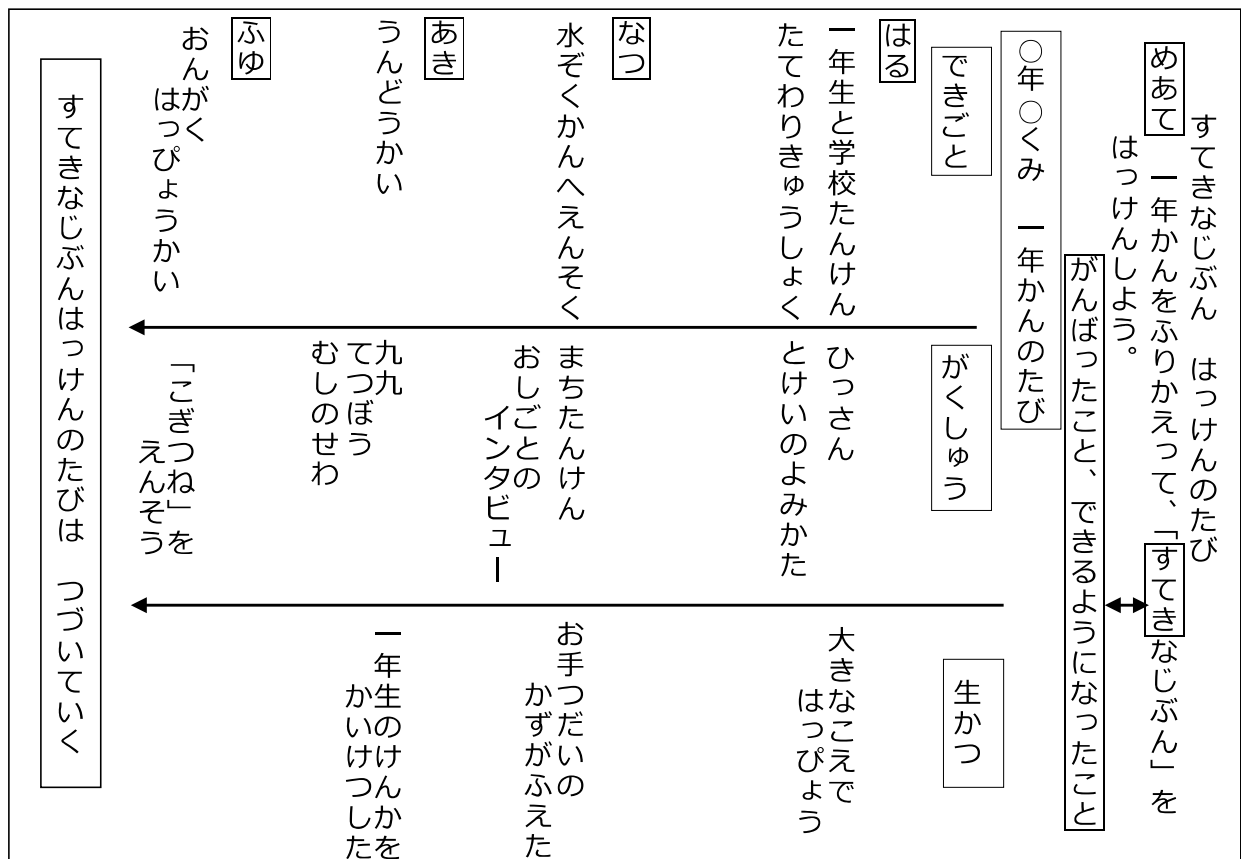 すてきなじぶん　はっけんのたび
めあて　一年かんをふりかえって、「すてきなじぶん」を
はっけんしよう。
がんばったこと、できるようになったこと
○年○くみ　一年かんのたび
できごと
がくしゅう
生かつ
はる
一年生と学校たんけん
たてわりきゅうしょく
ひっさん
とけいのよみかた
大きなこえで
はっぴょう
なつ
水ぞくかんへえんそく
まちたんけん
おしごとの
インタビュー
お手つだいの
かずがふえた
あき
うんどうかい
九九
てつぼう
むしのせわ
一年生のけんかを
かいけつした
ふゆ
おんがく
はっぴょうかい
「こぎつね」を
えんそう
すてきなじぶんはっけんのたびは　つづいていく